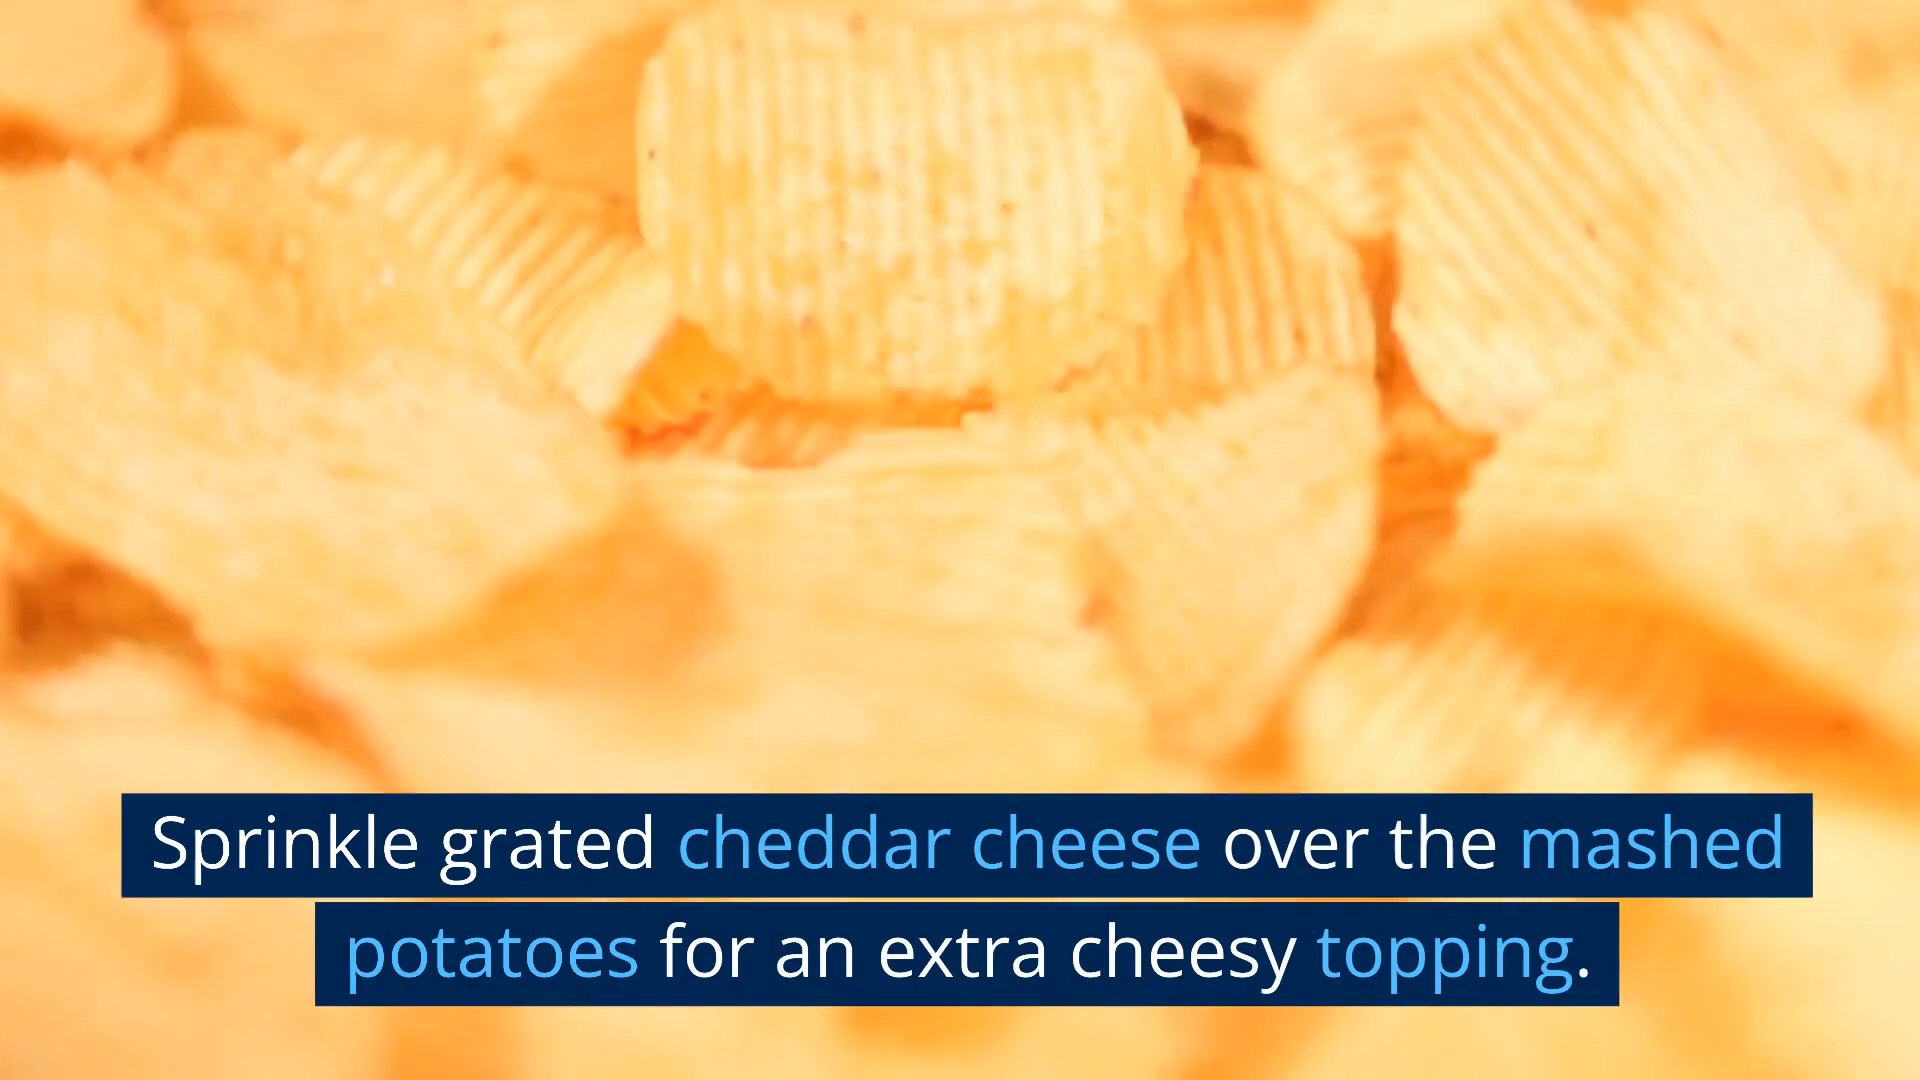 Sprinkle grated cheddar cheese over the mashed
potatoes for an extra cheesy topping.